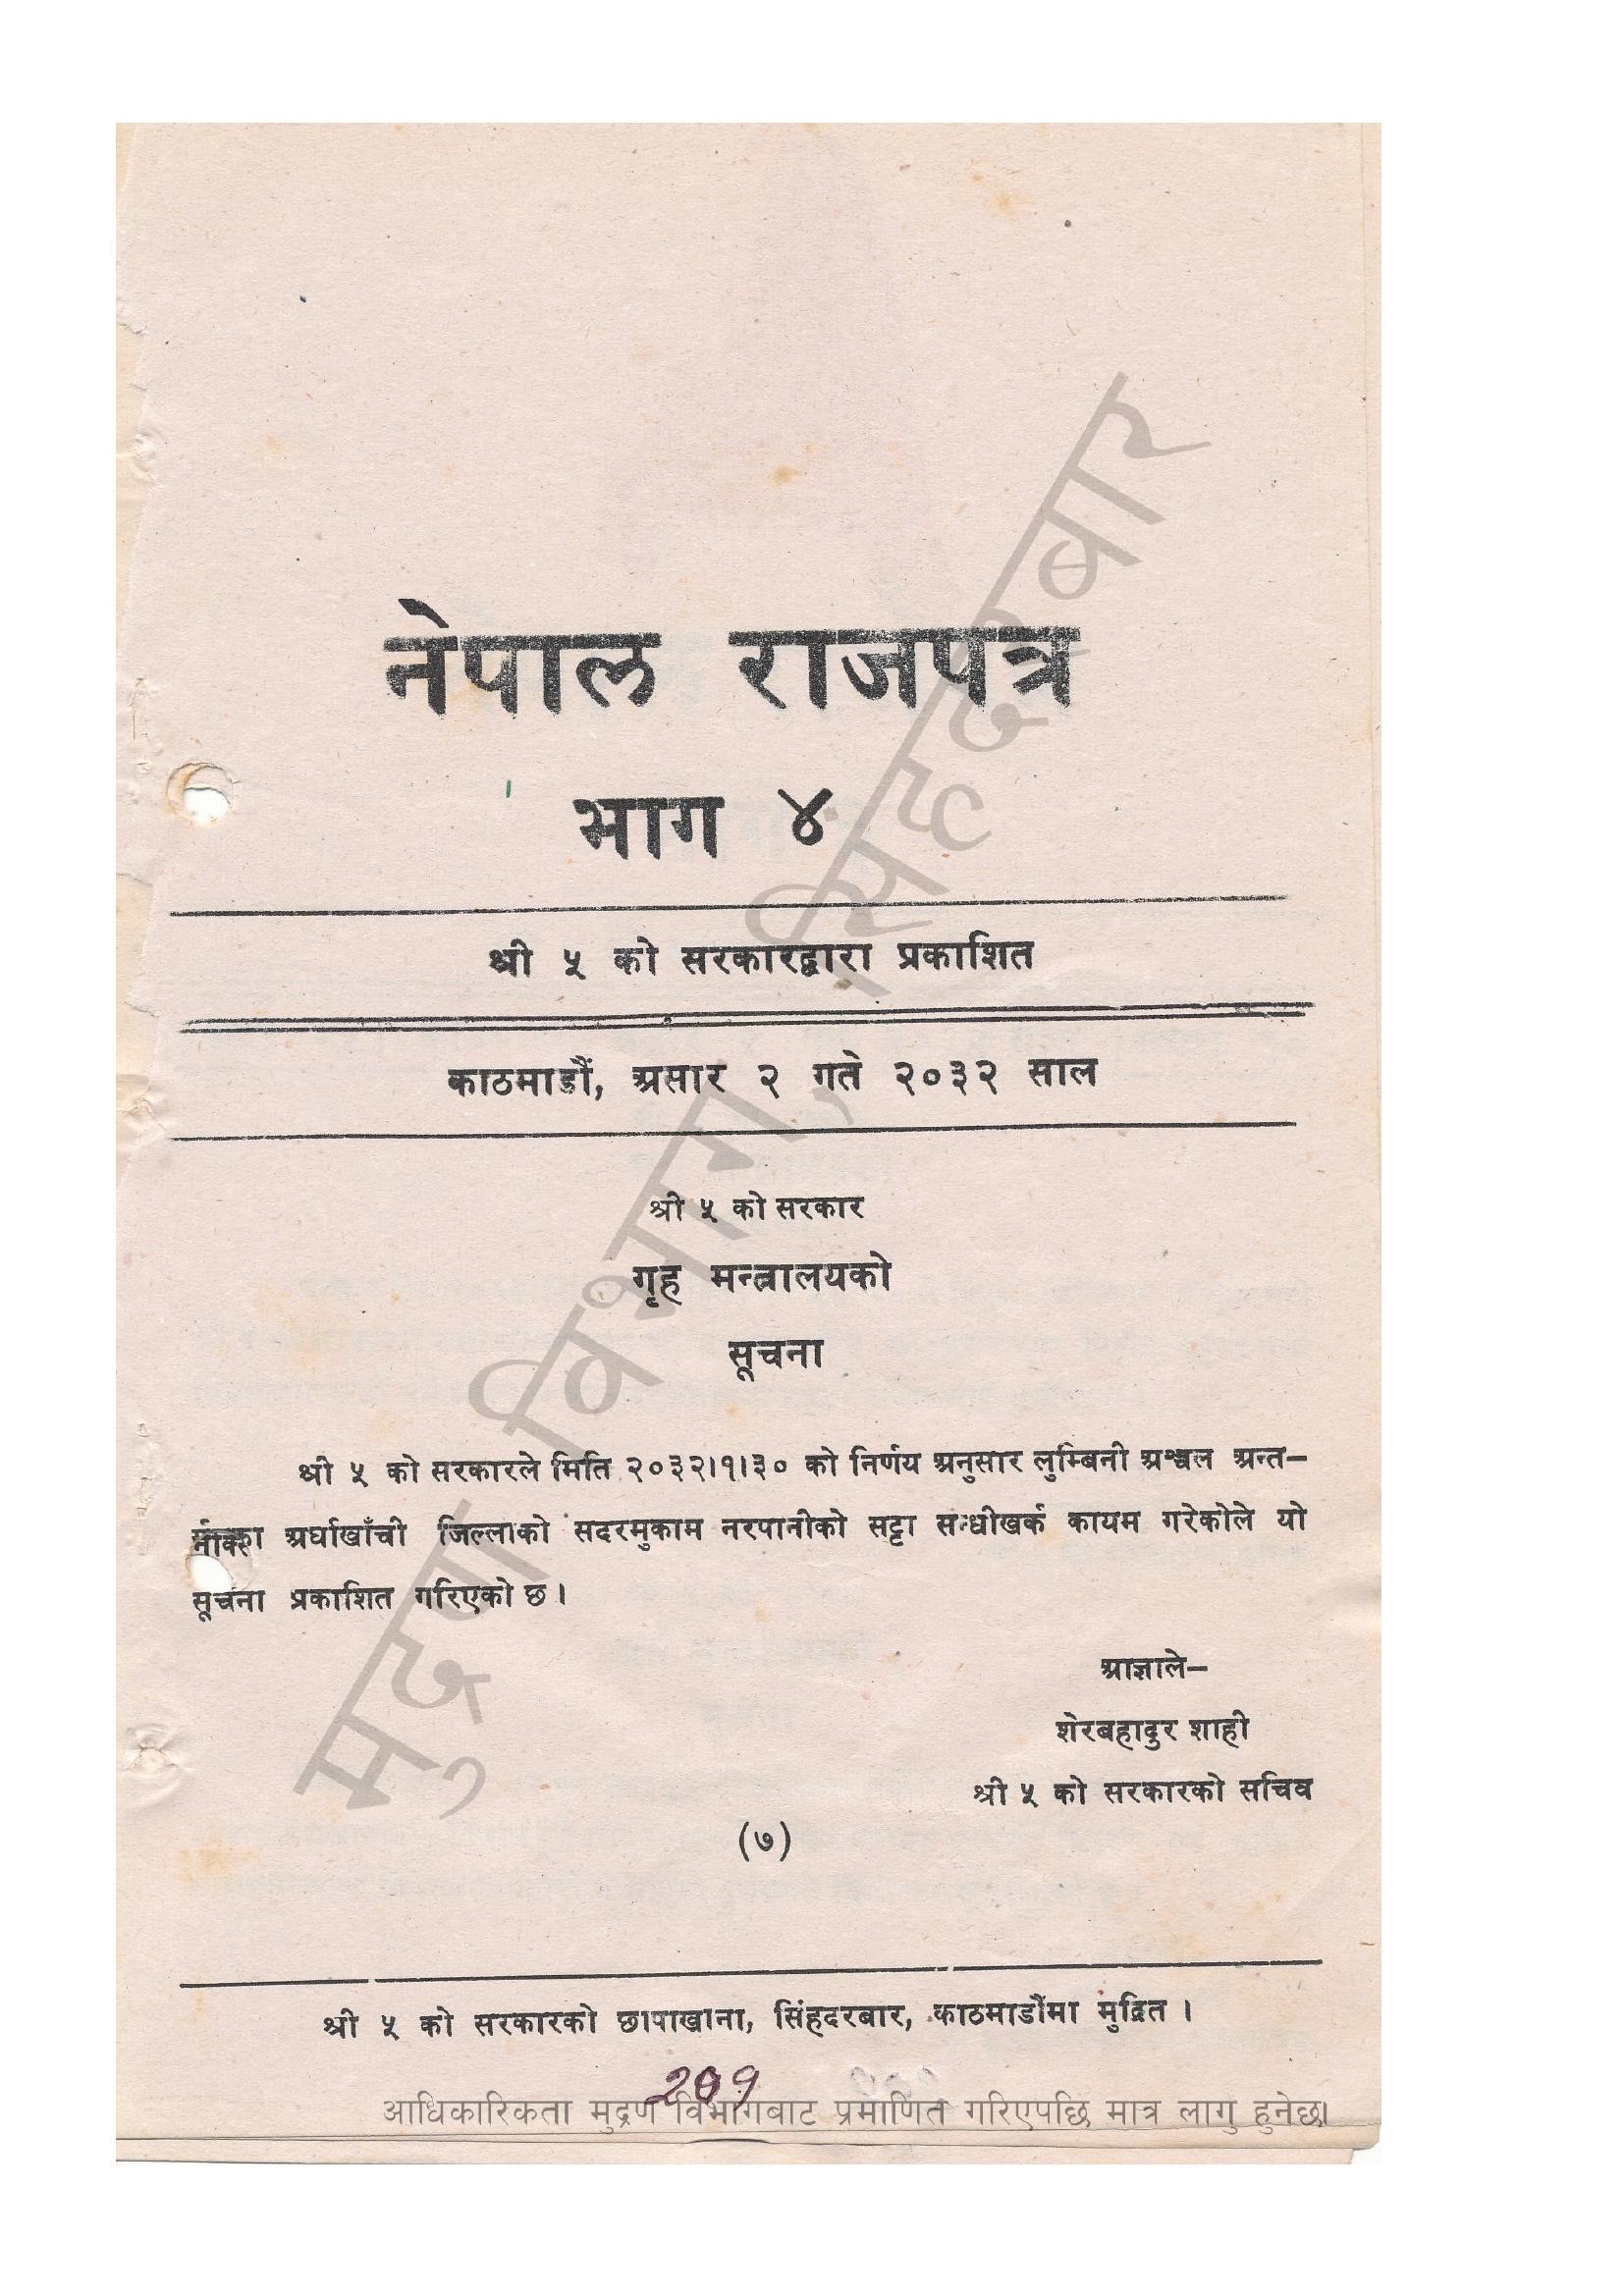 नेपाल राजपत्र
भाग ४
श्री ५ को सरकारद्वारा प्रकाशित
काठमाडौं, असार २ गते २०३२ साल
श्री ५ को सरकार
गृह मन्त्रालयको
सूचना
श्री ५ को सरकारले मिति २०३२।१।३० को निर्णय अनुसार लुम्बिनी अञ्चल अन्त–
अर्घाखाँची जिल्लाको सदरमुकाम नरपानीको सट्टा सन्धीखर्क कायम गरेकोले यो
सूचना प्रकाशित गरिएको छ।
आज्ञाले–
शेरबहादुर शाही
श्री ५ को सरकारको सचिव
(७)
श्री ५ को सरकारको छापाखाना, सिंहदरबार, काठमाडौंमा मुद्रित ।
आधिकारिकता मुद्रण विभागबाट प्रमाणित गरिएपछि मात्र लागु हुनेछ।
मुद्रण विभाग, सिंहदरबार